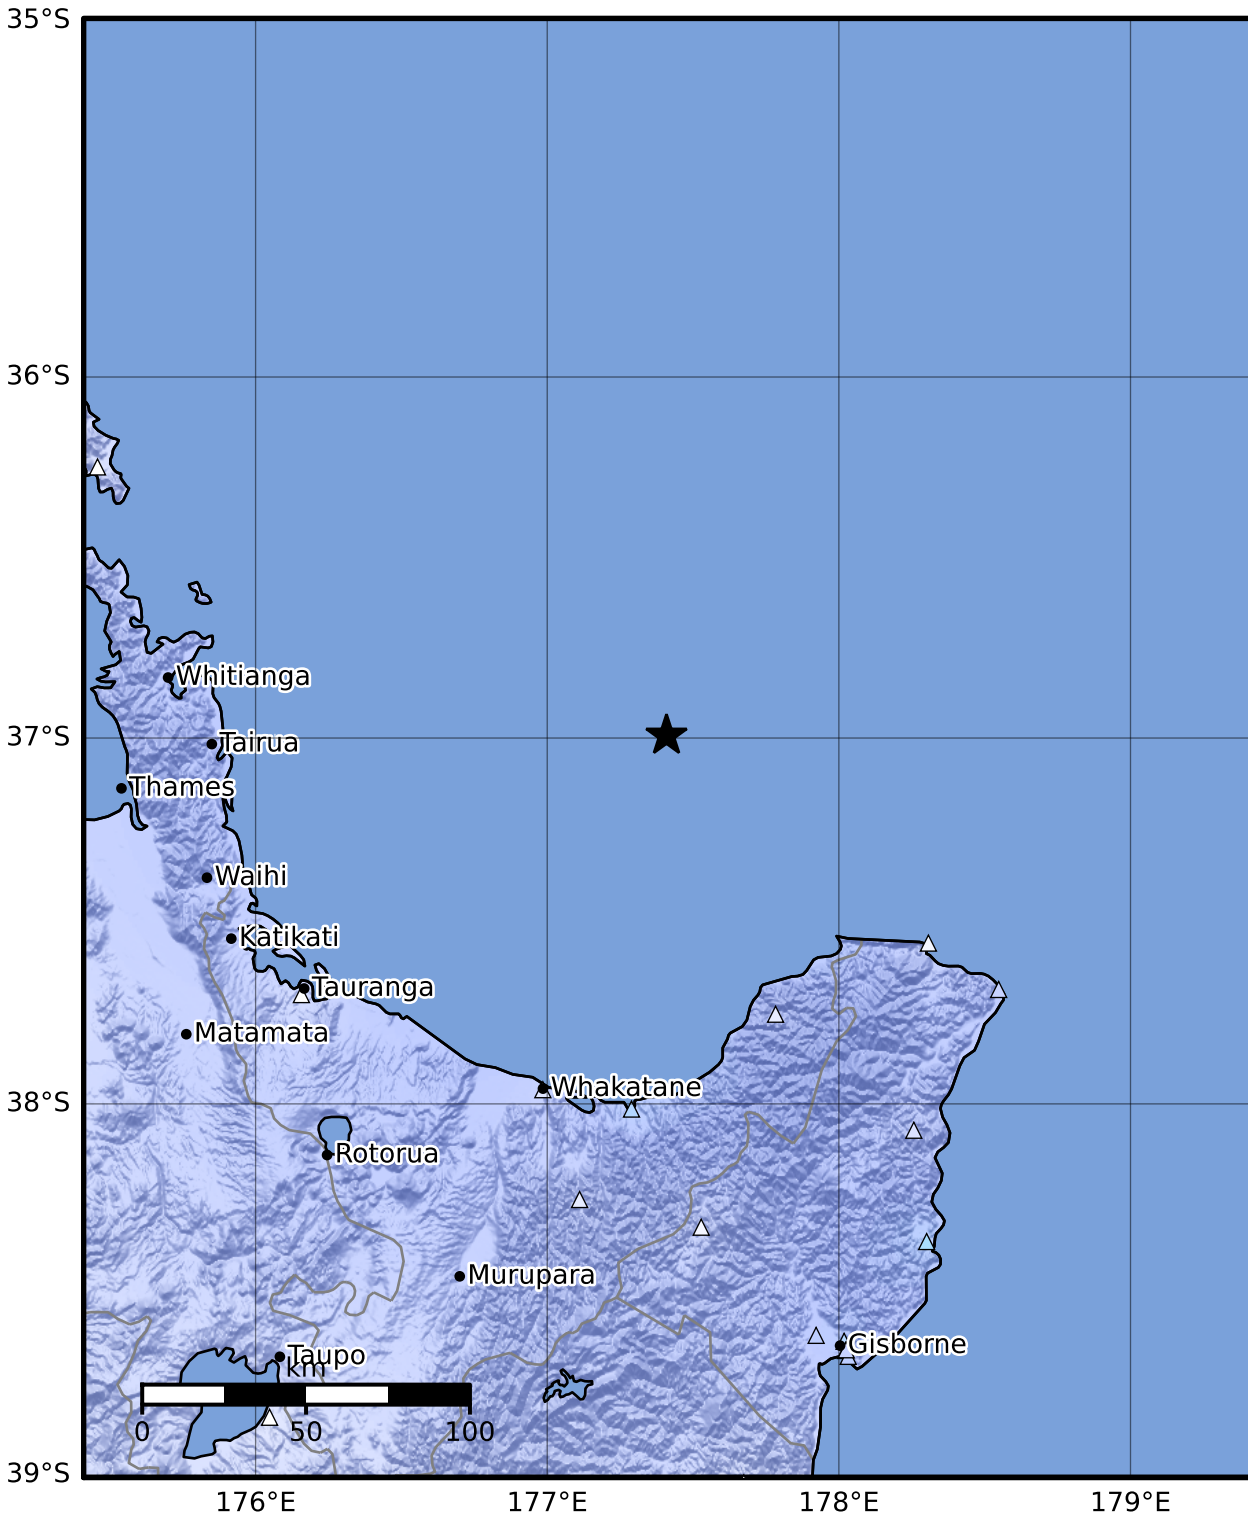 35°S
36°S
Whitianga
37°S
Tairua
Thames
Waihi
Katikati
Tauranga
Matamata
Whakatane
38°S
Rotorua
Murupara
Gisborne
Taupo
km
0 50 100
39°S
176°E 177°E 178°E 179°E